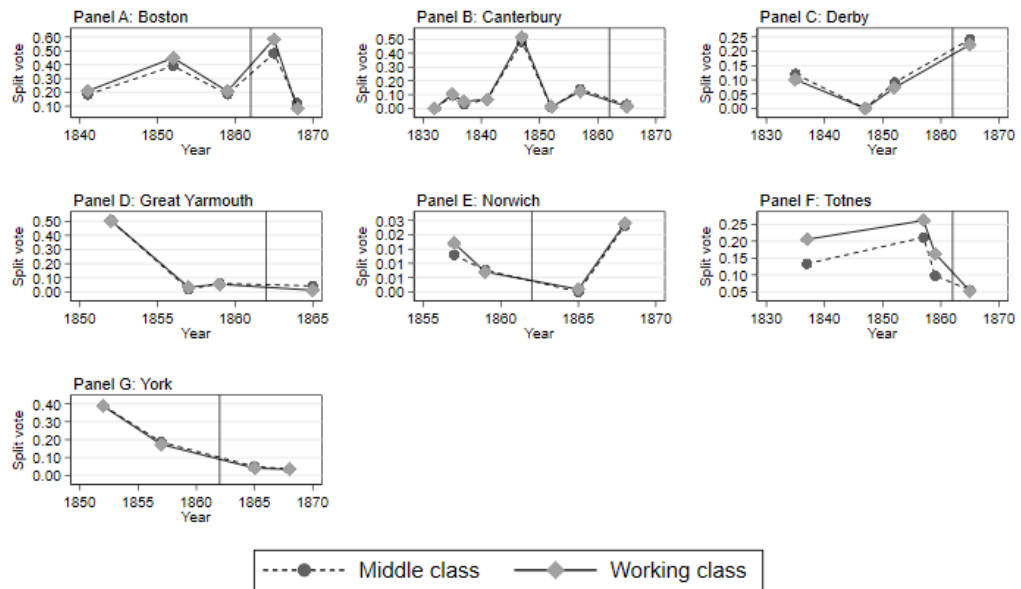 Panel A: Boston
Split vote
0.60
0.50
0.40
0.30
0.20
0.10
1840 1850 1860 1870
Year
Panel B: Canterbury
Split vote
0.50
0.40
0.30
0.20
0.10
0.00
1830 1840 1850 1860 1870
Year
Panel C: Derby
Split vote
0.25
0.20
0.15
0.10
0.05
0.00
1830 1840 1850 1860 1870
Year
Panel D: Great Yarmouth
Split vote
0.50
0.40
0.30
0.20
0.10
0.00
1850 1855 1860 1865
Year
Panel E: Norwich
Split vote
0.03
0.02
0.01
0.01
0.01
0.00
1855 1860 1865 1870
Year
Panel F: Totnes
Split vote
0.25
0.20
0.15
0.10
0.05
1830 1840 1850 1860 1870
Year
Panel G: York
Split vote
0.40
0.30
0.20
0.10
0.00
1850 1855 1860 1865 1870
Year
Middle class Working class